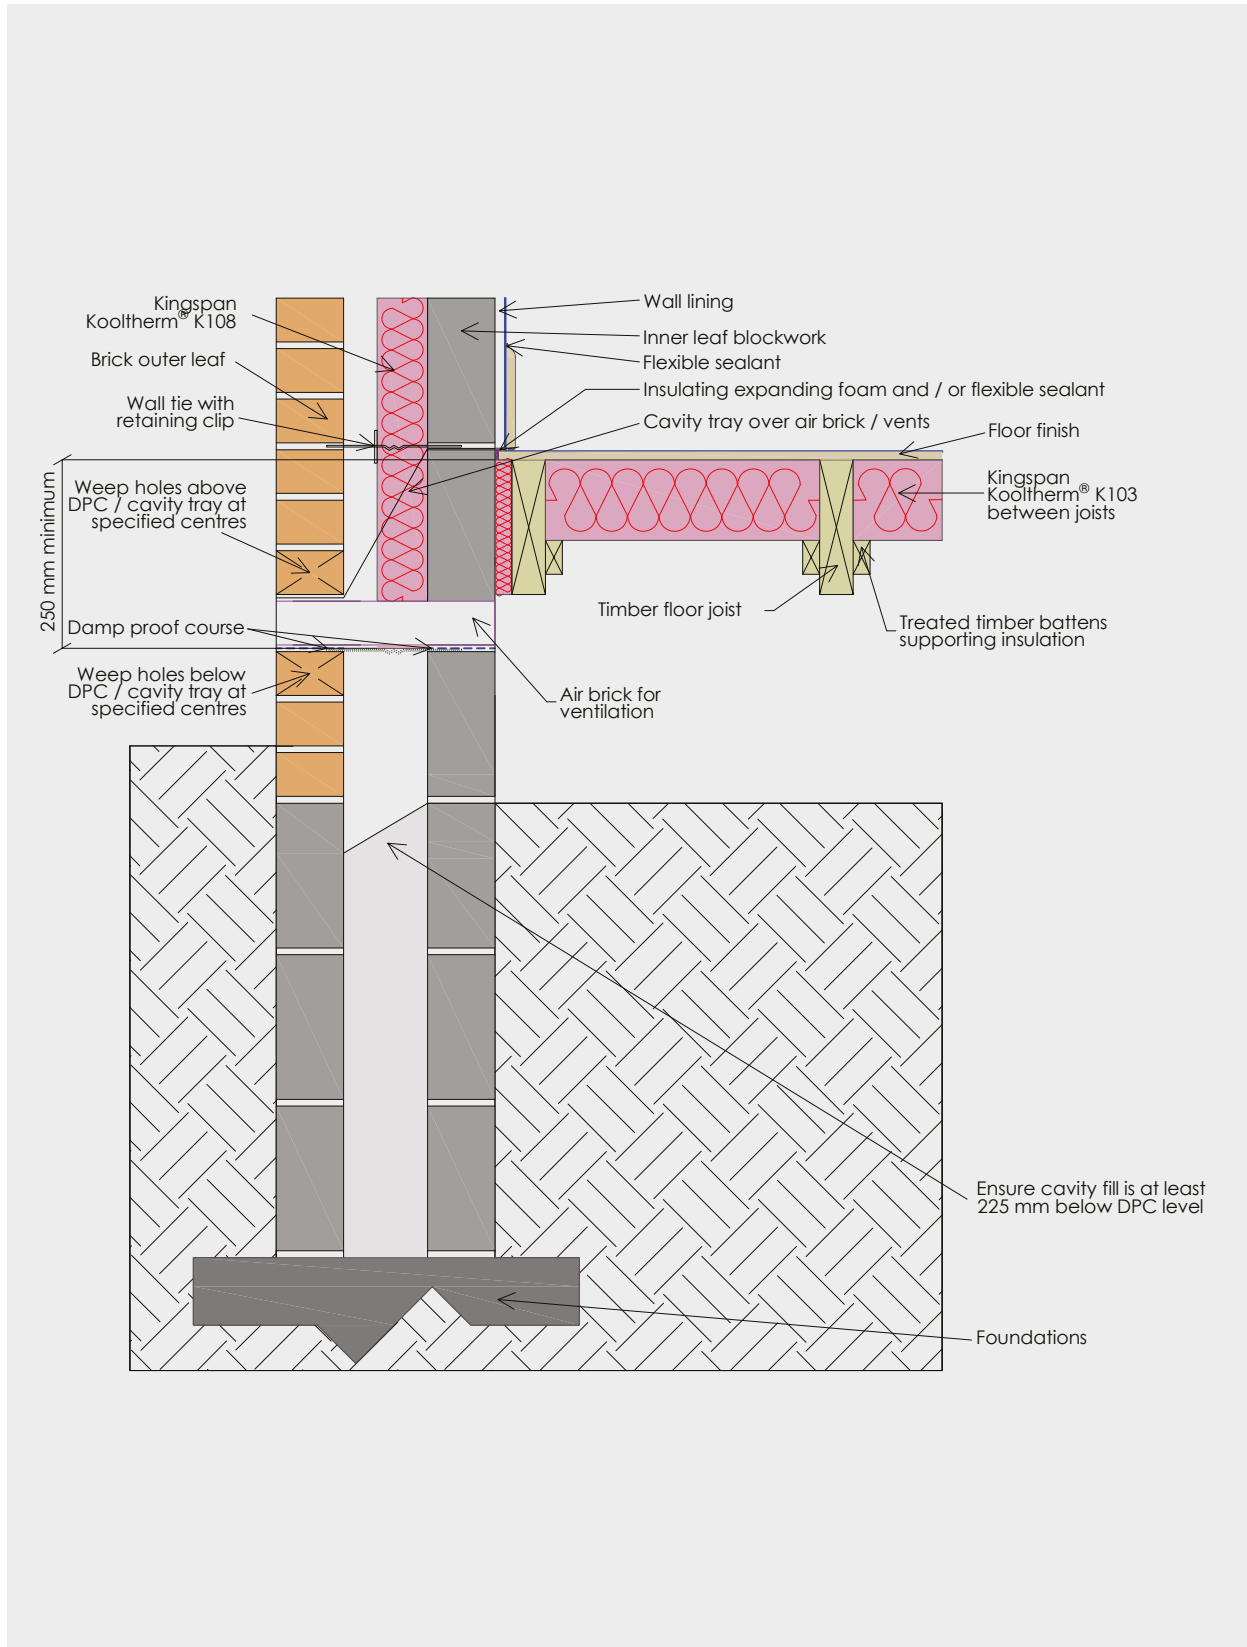 Kingspan
Kooltherm® K108
Brick outer leaf
Wall tie with
retaining clip
Weep holes above
DPC / cavity tray at
specified centres
250 mm minimum
Damp proof course
Weep holes below
DPC / cavity tray at
specified centres
Wall lining
Inner leaf blockwork
Flexible sealant
Insulating expanding foam and / or flexible sealant
Cavity tray over air brick / vents
Floor finish
Kingspan
Kooltherm® K103
between joists
Timber floor joist
Treated timber battens
supporting insulation
Air brick for
ventilation
Ensure cavity fill is at least
225 mm below DPC level
Foundations